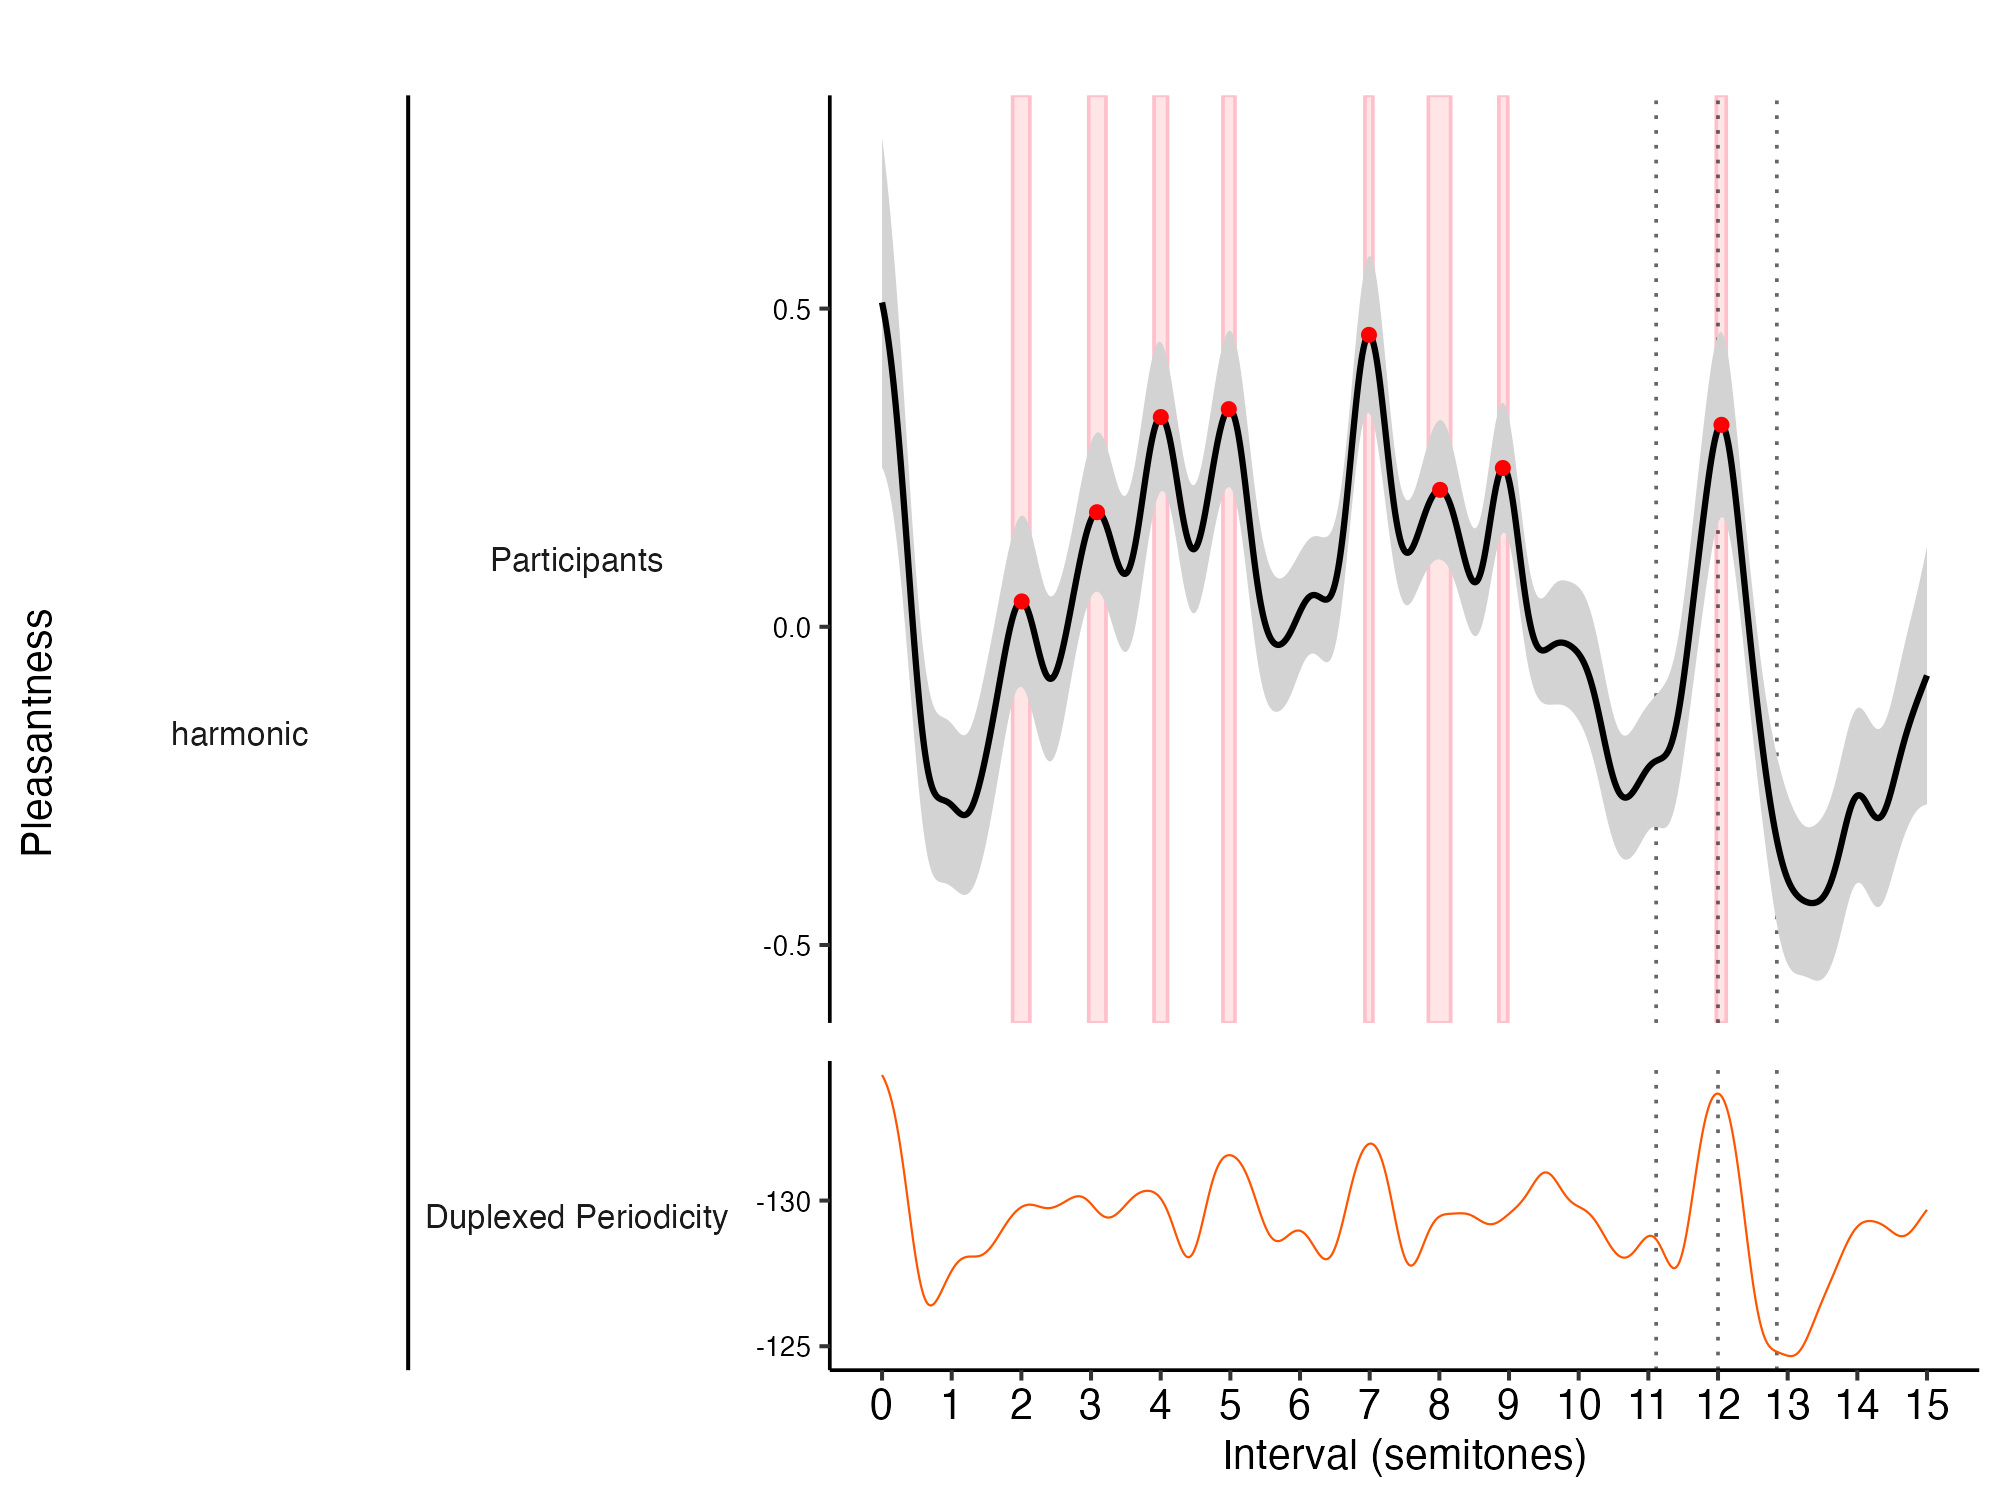 Pleasantness
harmonic
Participants
0.5
0.0
-0.5
Duplexed Periodicity
-130
-125
0 1 2 3 4 5 6 7 8 9 10 11 12 13 14 15
Interval (semitones)